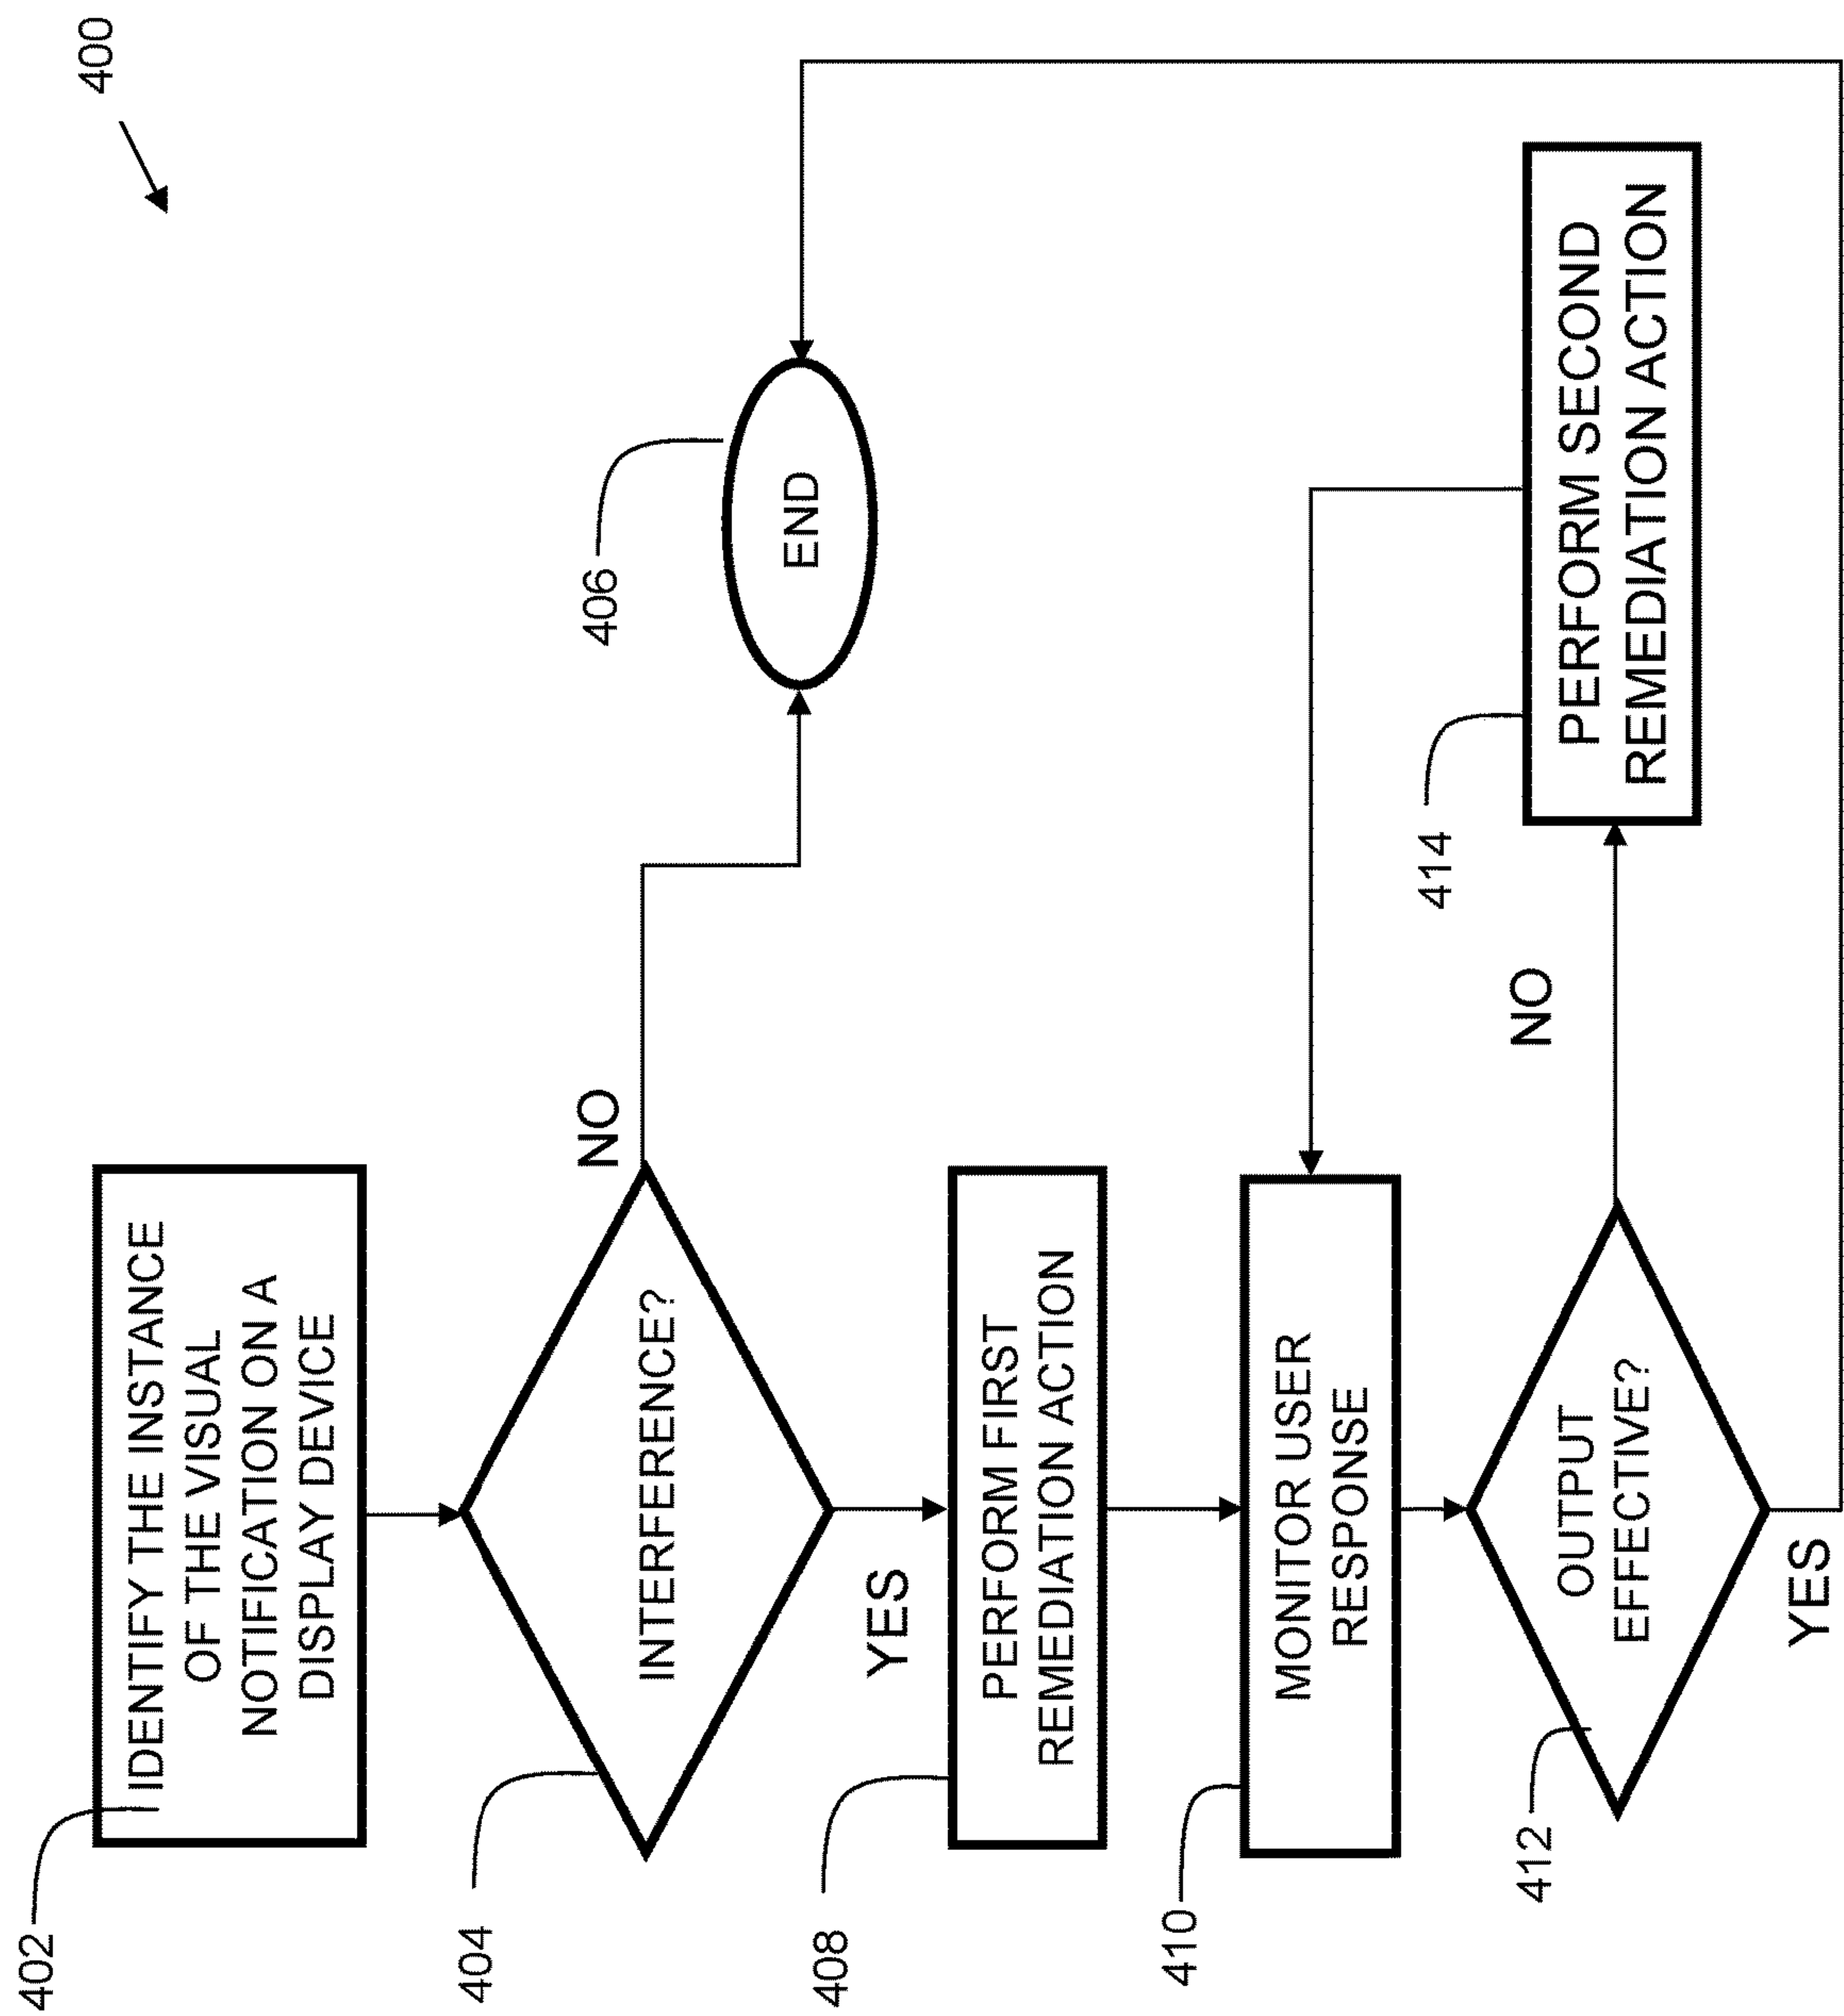 400
402
IDENTIFY THE INSTANCE
OF THE VISUAL
NOTIFICATION ON A
DISPLAY DEVICE
404
INTERFERENCE?
NO
406
END
YES
408
PERFORM FIRST
REMEDIATION ACTION
410
MONITOR USER
RESPONSE
412
OUTPUT
EFFECTIVE?
NO
414
PERFORM SECOND
REMEDIATION ACTION
YES